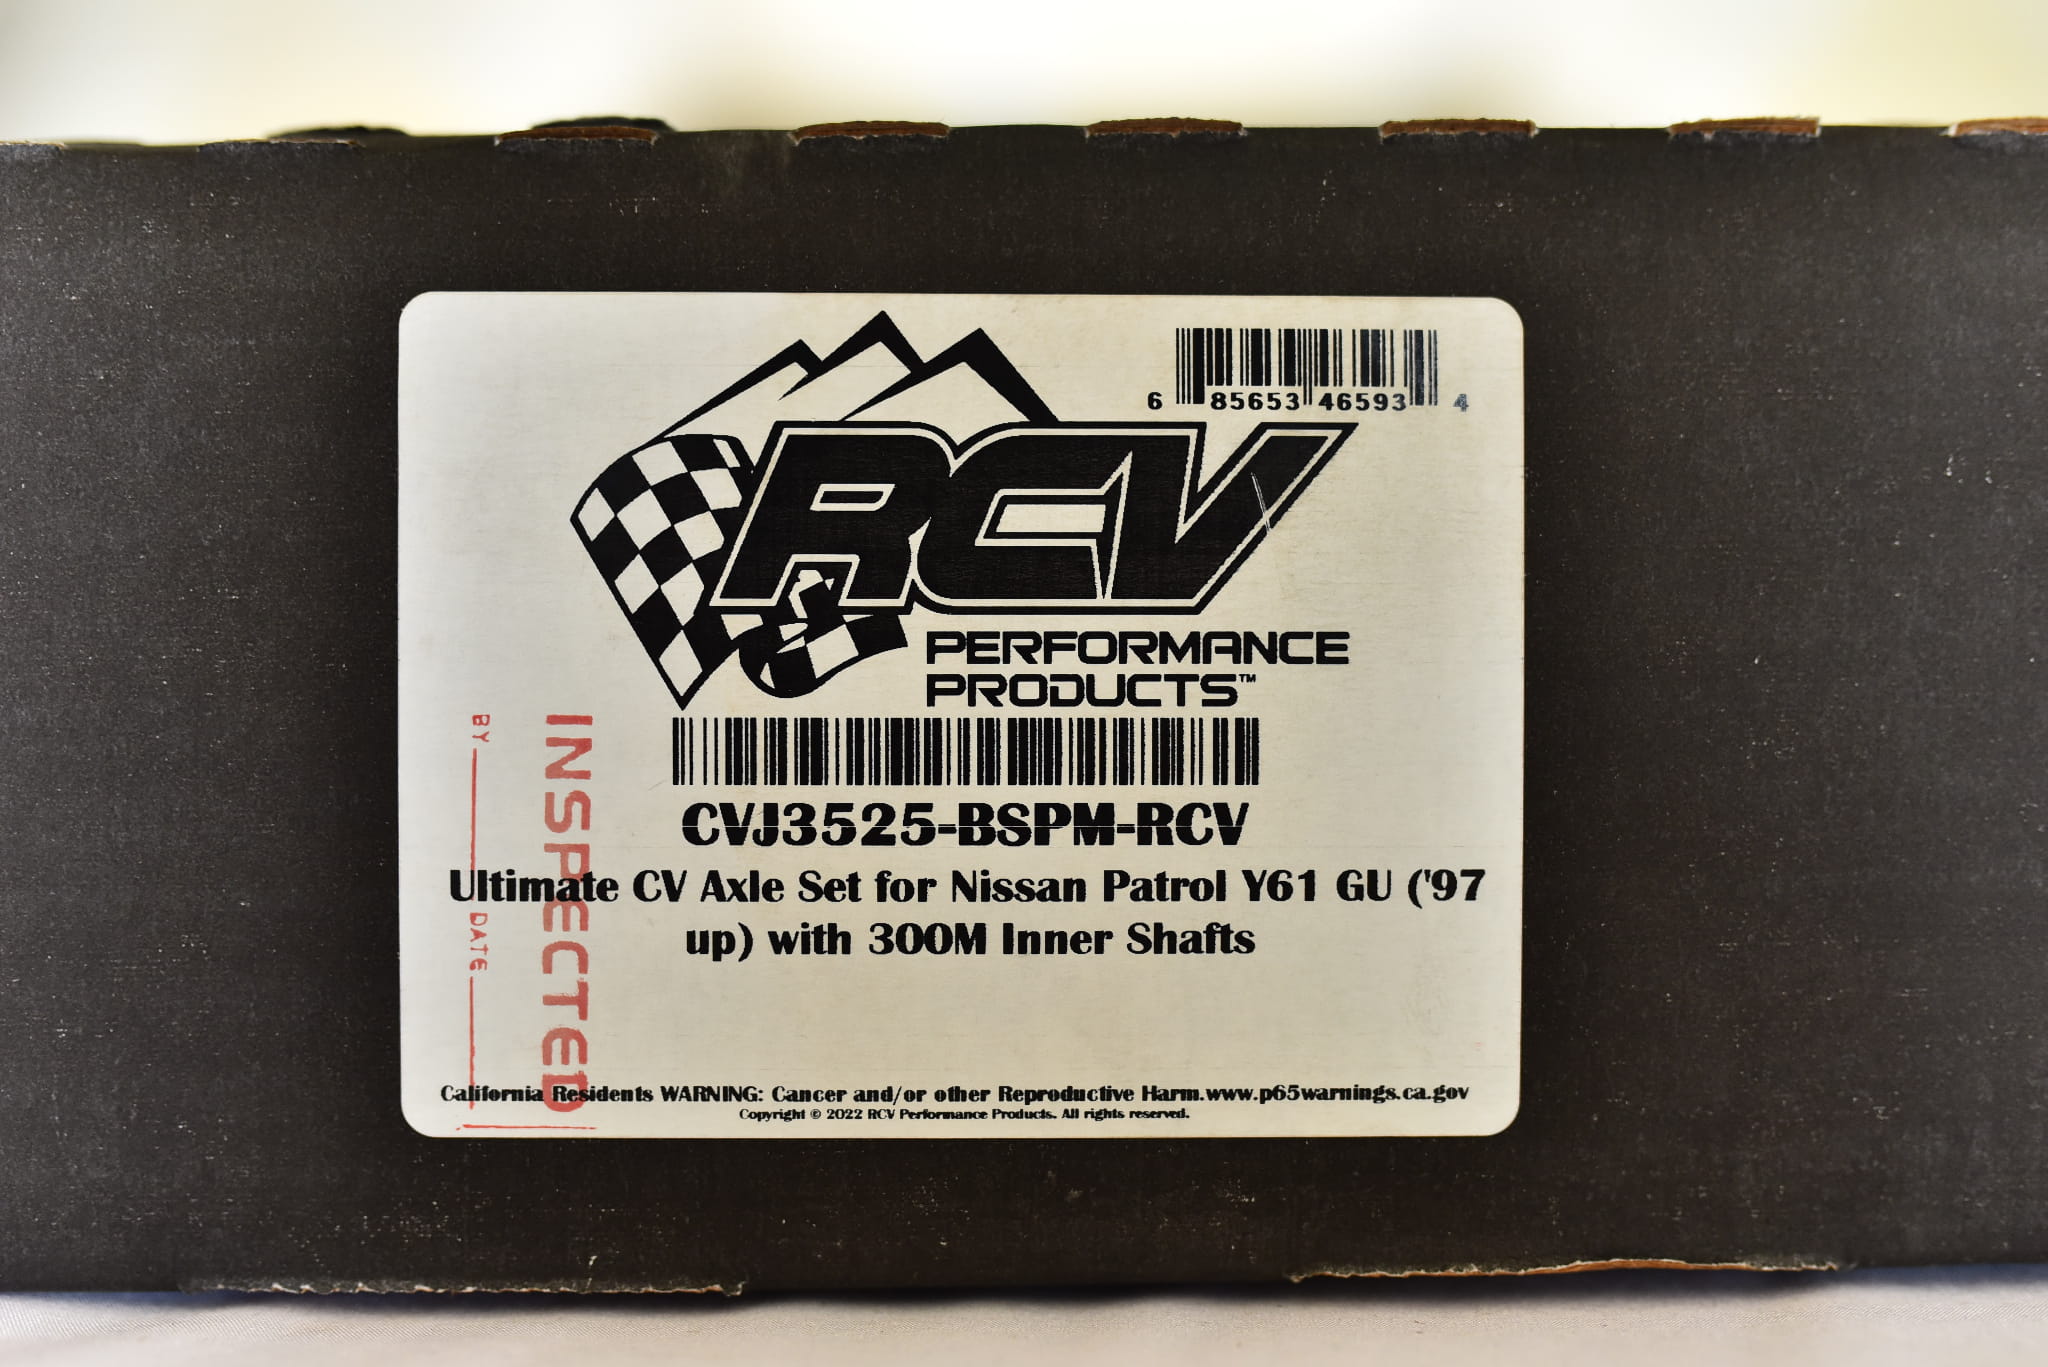 6 85653 46593 4
RCV
PERFORMANCE
PRODUCTS™
CVJ3525-BSPM-RCV
Ultimate CV Axle Set for Nissan Patrol Y61 GU ('97
up) with 300M Inner Shafts
INSPECTED
BY DATE
California Residents WARNING: Cancer and/or other Reproductive Harm.www.p65warnings.ca.gov
Copyright © 2022 RCV Performance Products. All rights reserved.